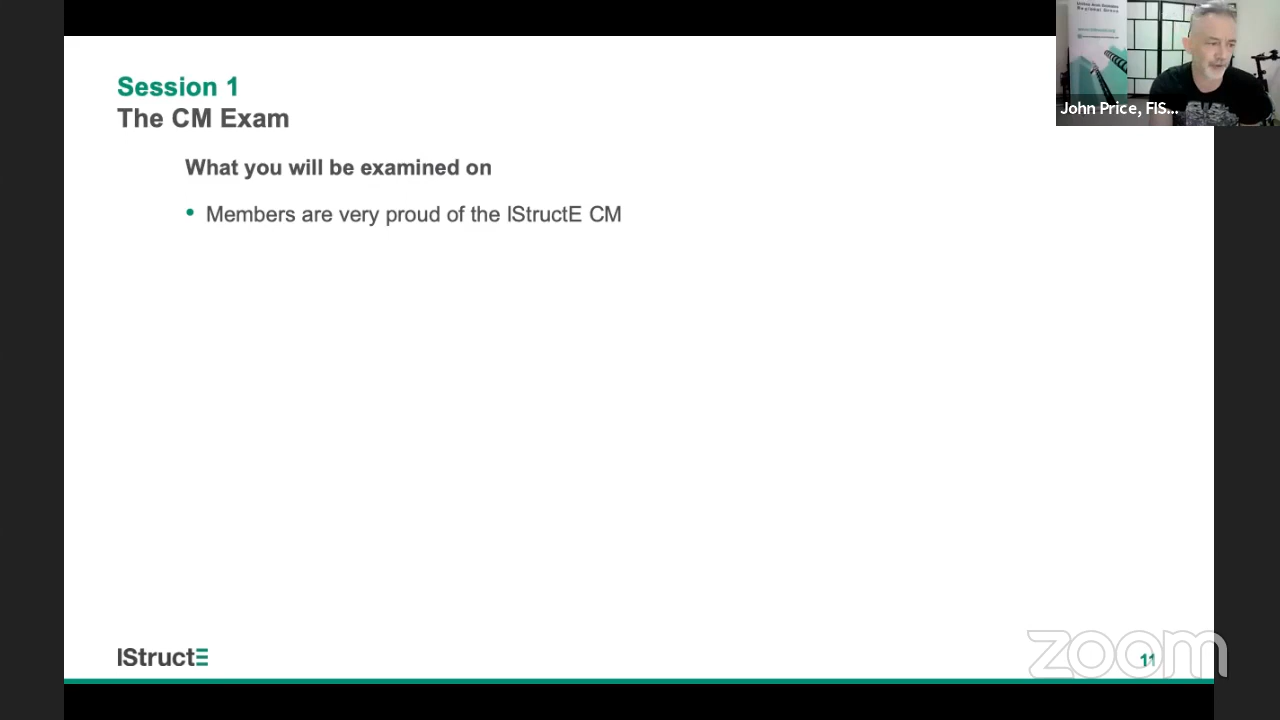 Session 1
The CM Exam
What you will be examined on
• Members are very proud of the IStructE CM
John Price, FIS...
IStructE
zoom
11